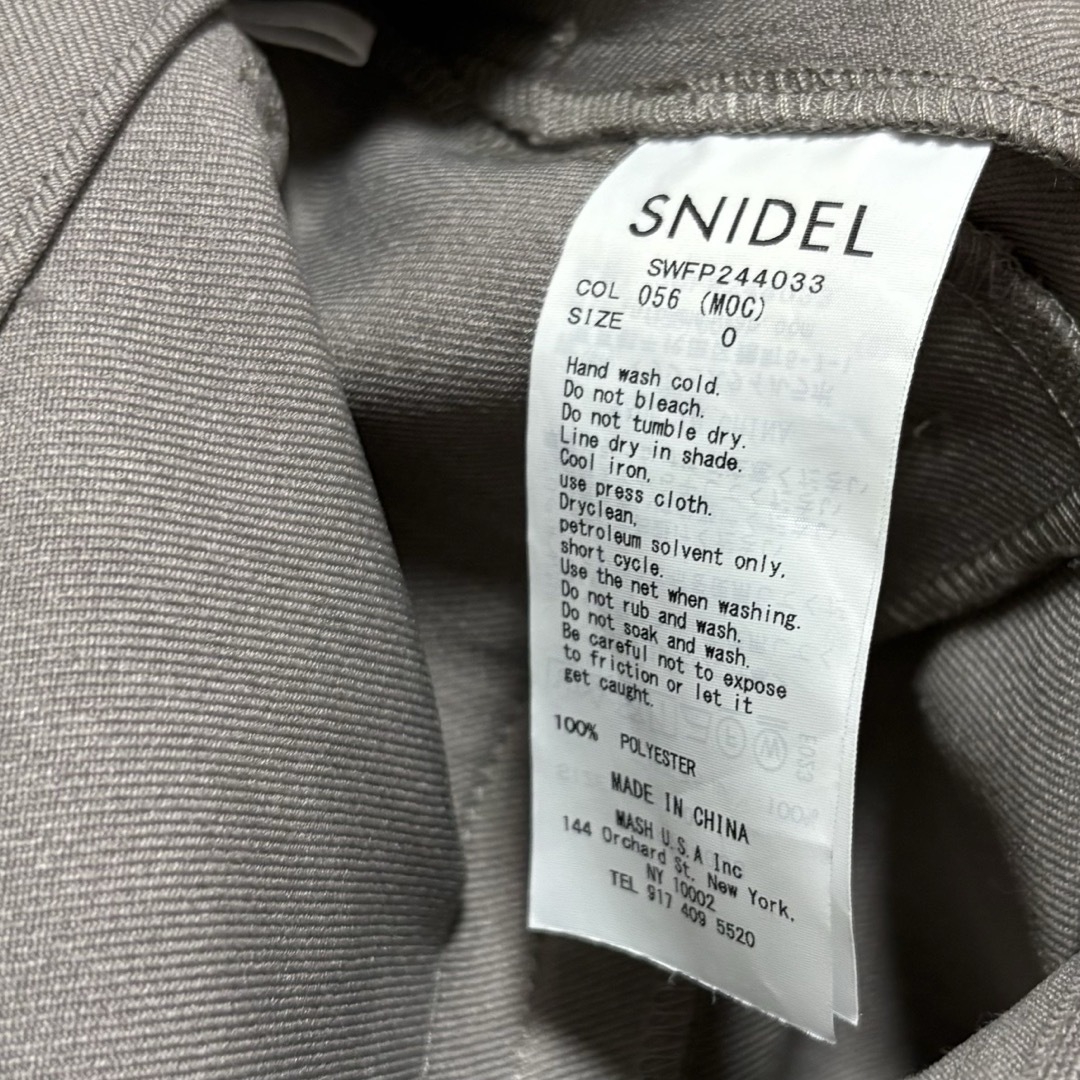 SNIDEL
SWFP244033
COL 056 (MOC)
SIZE 0
Hand wash cold.
Do not bleach.
Do not tumble dry.
Line dry in shade.
Cool iron,
use press cloth.
Dryclean,
petroleum solvent only,
short cycle.
Use the net when washing.
Do not rub and wash.
Do not soak and wash.
Be careful not to expose
to friction or let it
get caught.
100% POLYESTER
MADE IN CHINA
MASH U.S.A Inc
144 Orchard St. New York.
NY 10002
TEL 917 409 5520